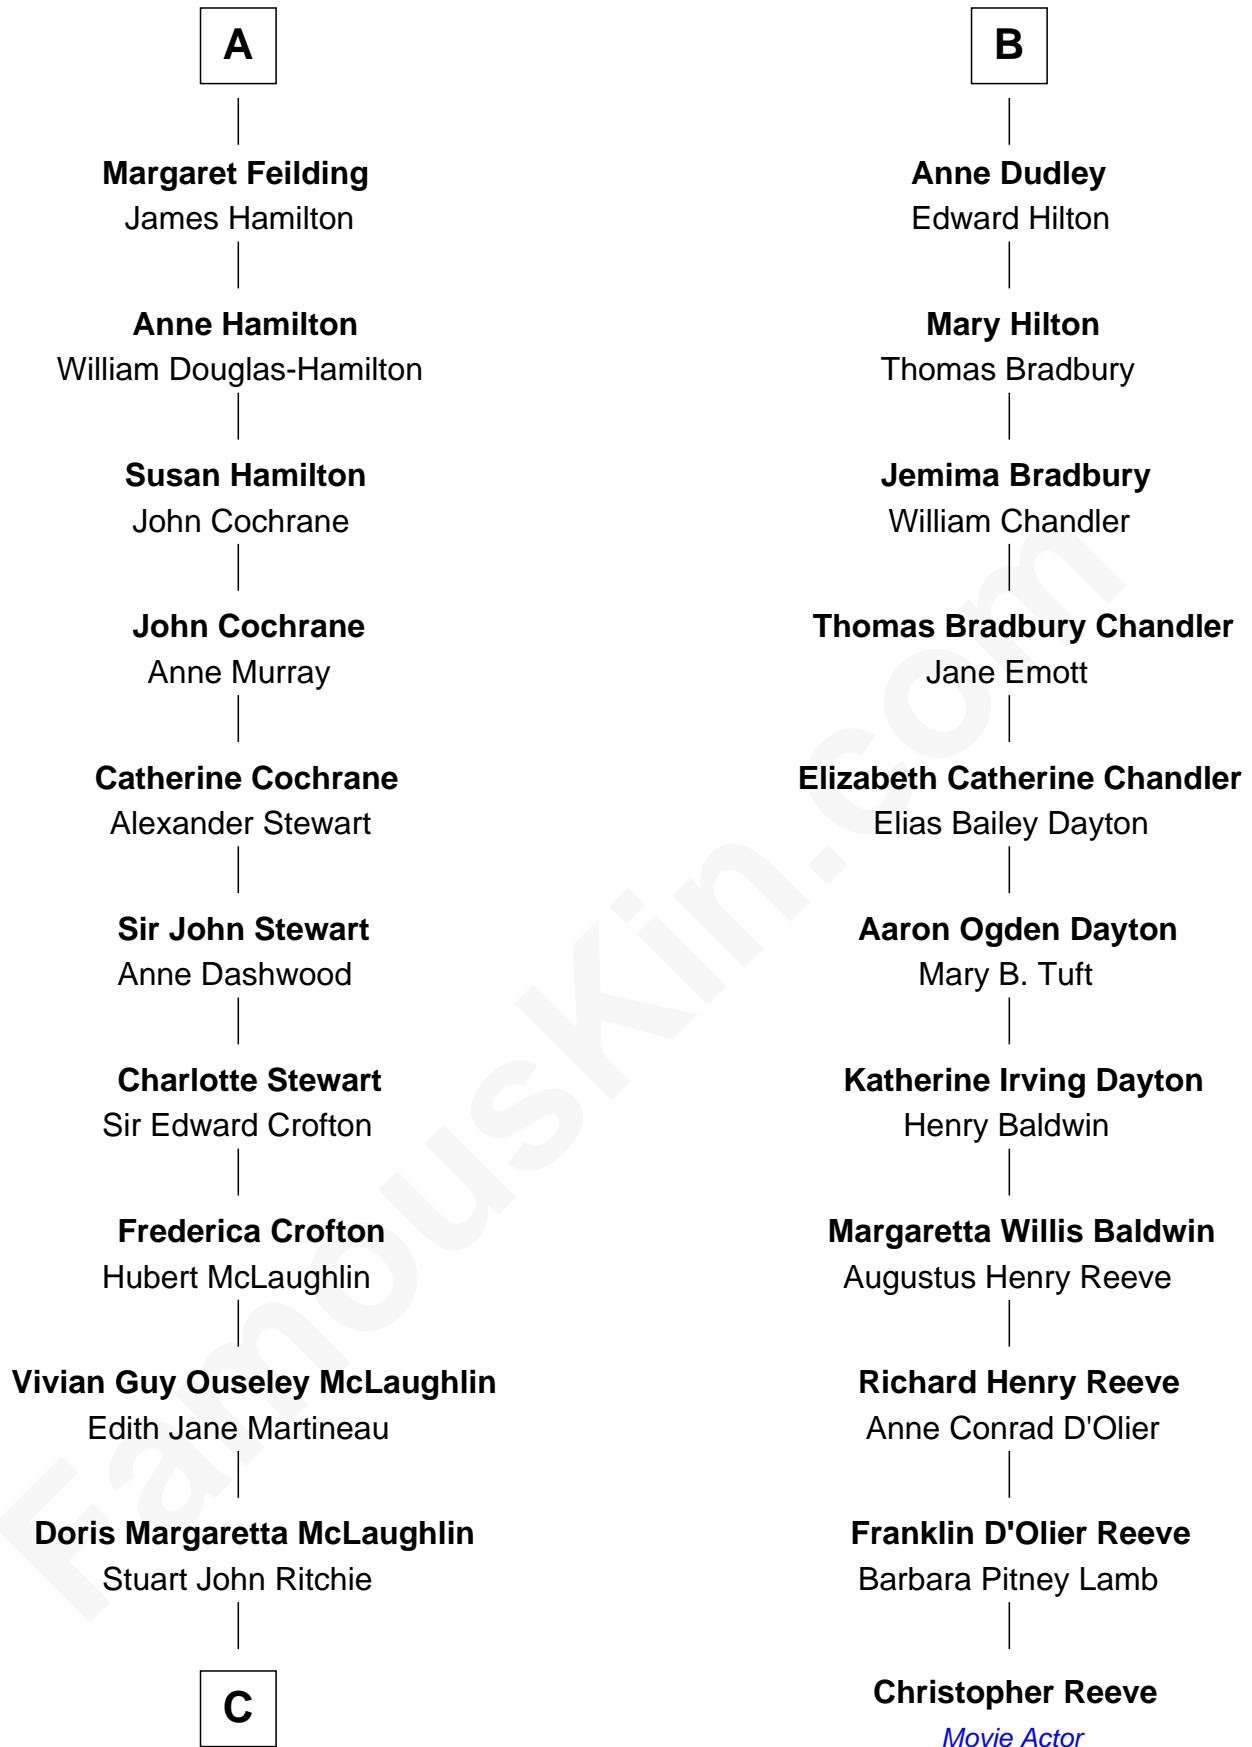 A
Margaret Feilding
James Hamilton
Anne Hamilton
William Douglas-Hamilton
Susan Hamilton
John Cochrane
John Cochrane
Anne Murray
Catherine Cochrane
Alexander Stewart
Sir John Stewart
Anne Dashwood
Charlotte Stewart
Sir Edward Crofton
Frederica Crofton
Hubert McLaughlin
Vivian Guy Ouseley McLaughlin
Edith Jane Martineau
Doris Margaretta McLaughlin
Stuart John Ritchie
C
B
Anne Dudley
Edward Hilton
Mary Hilton
Thomas Bradbury
Jemima Bradbury
William Chandler
Thomas Bradbury Chandler
Jane Emott
Elizabeth Catherine Chandler
Elias Bailey Dayton
Aaron Ogden Dayton
Mary B. Tuft
Katherine Irving Dayton
Henry Baldwin
Margaretta Willis Baldwin
Augustus Henry Reeve
Richard Henry Reeve
Anne Conrad D'Olier
Franklin D'Olier Reeve
Barbara Pitney Lamb
Christopher Reeve
Movie Actor
FamousKin.com